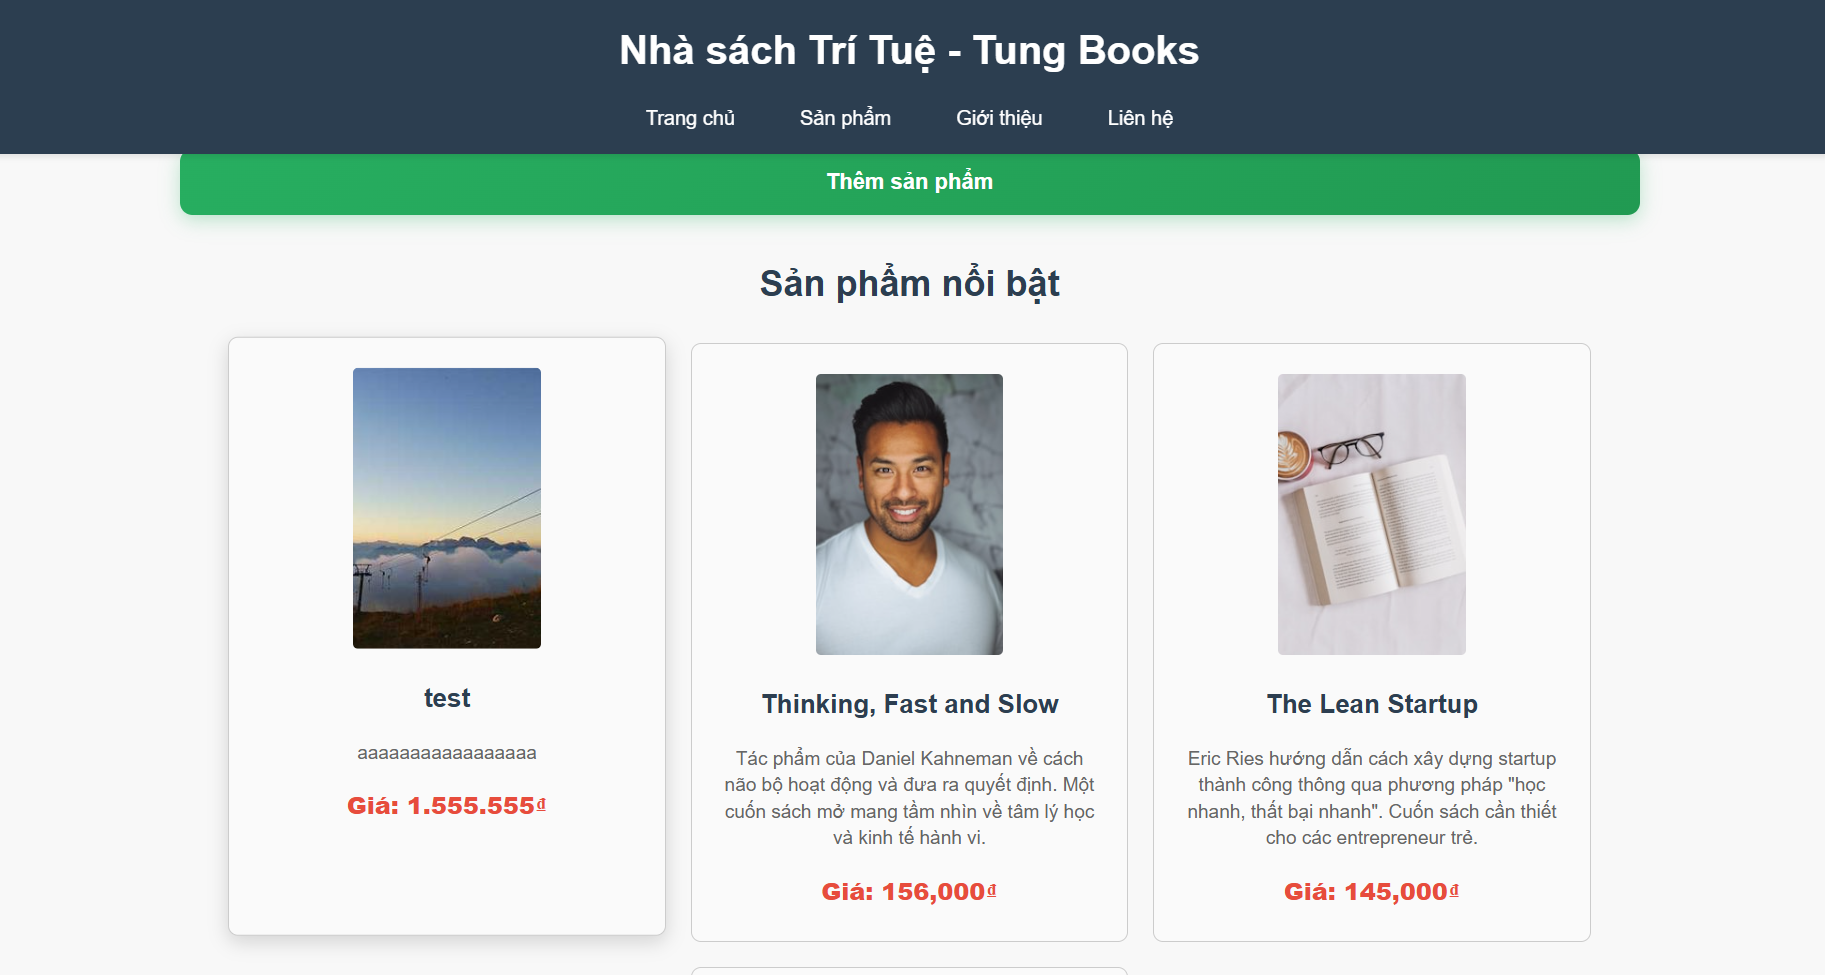 Nhà sách Trí Tuệ - Tung Books
Trang chủ
Sản phẩm
Giới thiệu
Liên hệ
Thêm sản phẩm
Sản phẩm nổi bật
test
aaaaaaaaaaaaaaaaa
Giá: 1.555.555₫
Thinking, Fast and Slow
Tác phẩm của Daniel Kahneman về cách
não bộ hoạt động và đưa ra quyết định. Một
cuốn sách mở mang tầm nhìn về tâm lý học
và kinh tế hành vi.
Giá: 156,000₫
The Lean Startup
Eric Ries hướng dẫn cách xây dựng startup
thành công thông qua phương pháp "học
nhanh, thất bại nhanh". Cuốn sách cần thiết
cho các entrepreneur trẻ.
Giá: 145,000₫